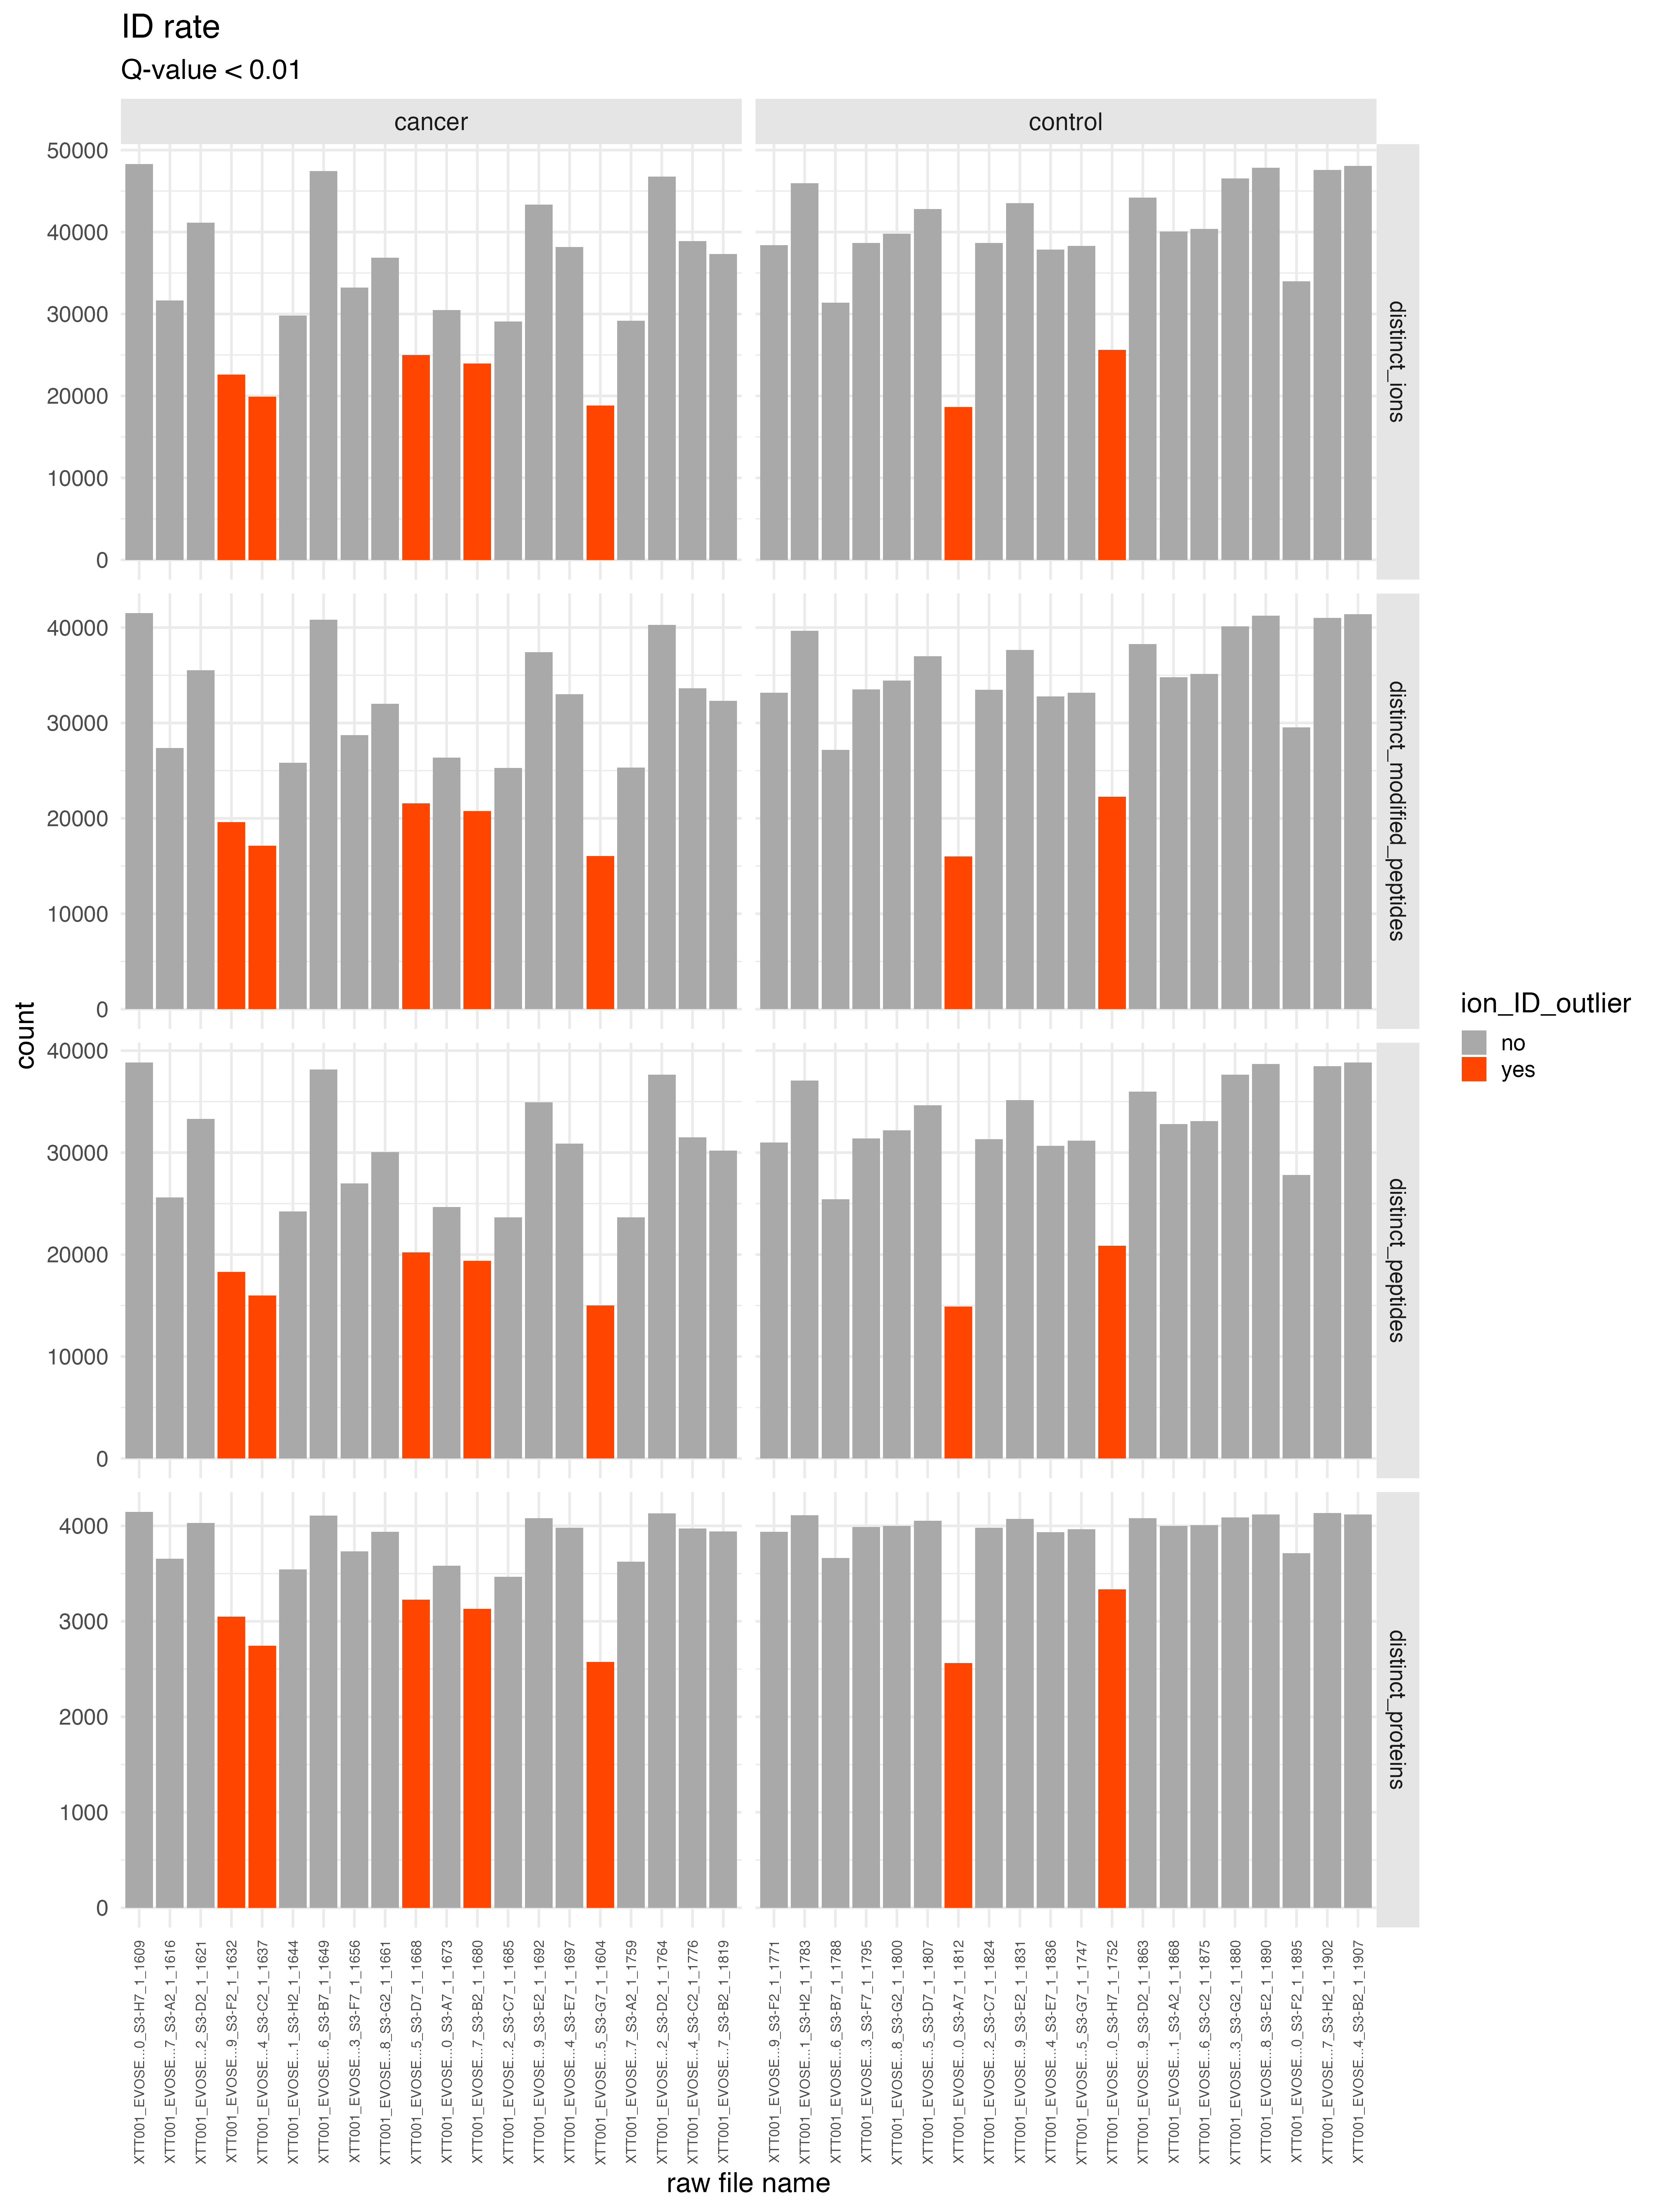 ID rate
Q-value < 0.01
cancer
control
50000
40000
30000
20000
10000
0
distinct_ions
40000
30000
20000
10000
0
distinct_modified_peptides
40000
30000
20000
10000
0
distinct_peptides
4000
3000
2000
1000
0
distinct_proteins
count
ion_ID_outlier
no
yes
XTT001_EVOSE...0_S3-H7_1_1609
XTT001_EVOSE...7_S3-A2_1_1616
XTT001_EVOSE...2_S3-D2_1_1621
XTT001_EVOSE...9_S3-F2_1_1632
XTT001_EVOSE...4_S3-C2_1_1637
XTT001_EVOSE...1_S3-H2_1_1644
XTT001_EVOSE...6_S3-B7_1_1649
XTT001_EVOSE...3_S3-F7_1_1656
XTT001_EVOSE...8_S3-G2_1_1661
XTT001_EVOSE...5_S3-D7_1_1668
XTT001_EVOSE...0_S3-A7_1_1673
XTT001_EVOSE...7_S3-B2_1_1680
XTT001_EVOSE...2_S3-C7_1_1685
XTT001_EVOSE...9_S3-E2_1_1692
XTT001_EVOSE...4_S3-E7_1_1697
XTT001_EVOSE...5_S3-G7_1_1604
XTT001_EVOSE...7_S3-A2_1_1759
XTT001_EVOSE...2_S3-D2_1_1764
XTT001_EVOSE...4_S3-C2_1_1776
XTT001_EVOSE...7_S3-B2_1_1819
XTT001_EVOSE...9_S3-F2_1_1771
XTT001_EVOSE...1_S3-H2_1_1783
XTT001_EVOSE...6_S3-B7_1_1788
XTT001_EVOSE...3_S3-F7_1_1795
XTT001_EVOSE...8_S3-G2_1_1800
XTT001_EVOSE...5_S3-D7_1_1807
XTT001_EVOSE...0_S3-A7_1_1812
XTT001_EVOSE...2_S3-C7_1_1824
XTT001_EVOSE...9_S3-E2_1_1831
XTT001_EVOSE...4_S3-E7_1_1836
XTT001_EVOSE...5_S3-G7_1_1747
XTT001_EVOSE...0_S3-H7_1_1752
XTT001_EVOSE...9_S3-D2_1_1863
XTT001_EVOSE...1_S3-A2_1_1868
XTT001_EVOSE...6_S3-C2_1_1875
XTT001_EVOSE...3_S3-G2_1_1880
XTT001_EVOSE...8_S3-E2_1_1890
XTT001_EVOSE...0_S3-F2_1_1895
XTT001_EVOSE...7_S3-H2_1_1902
XTT001_EVOSE...4_S3-B2_1_1907
raw file name